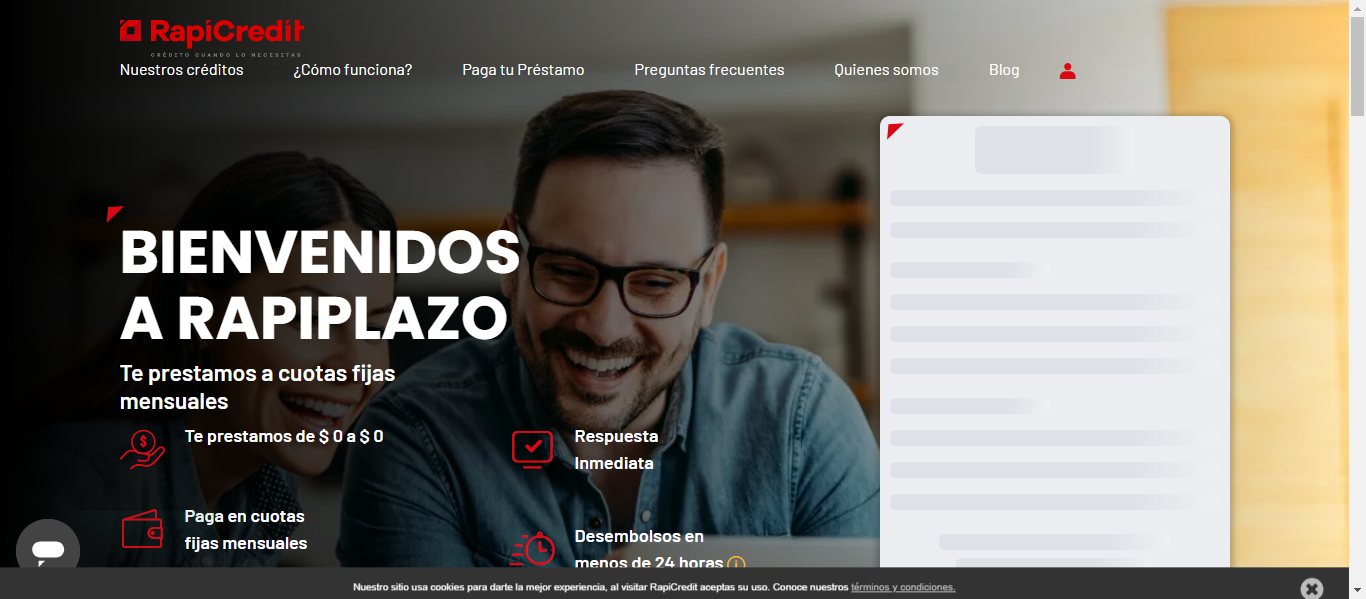 RapiCredit
CRÉDITO CUANDO LO NECESITAS
Nuestros créditos
¿Cómo funciona?
Paga tu Préstamo
Preguntas frecuentes
Quienes somos
Blog
BIENVENIDOS
A RAPIPLAZO
Te prestamos a cuotas fijas
mensuales
Te prestamos de $ 0 a $ 0
Respuesta
Inmediata
Paga en cuotas
fijas mensuales
Desembolsos en
menos de 24 horas
Nuestro sitio usa cookies para darte la mejor experiencia, al visitar RapiCredit aceptas su uso. Conoce nuestros términos y condiciones.